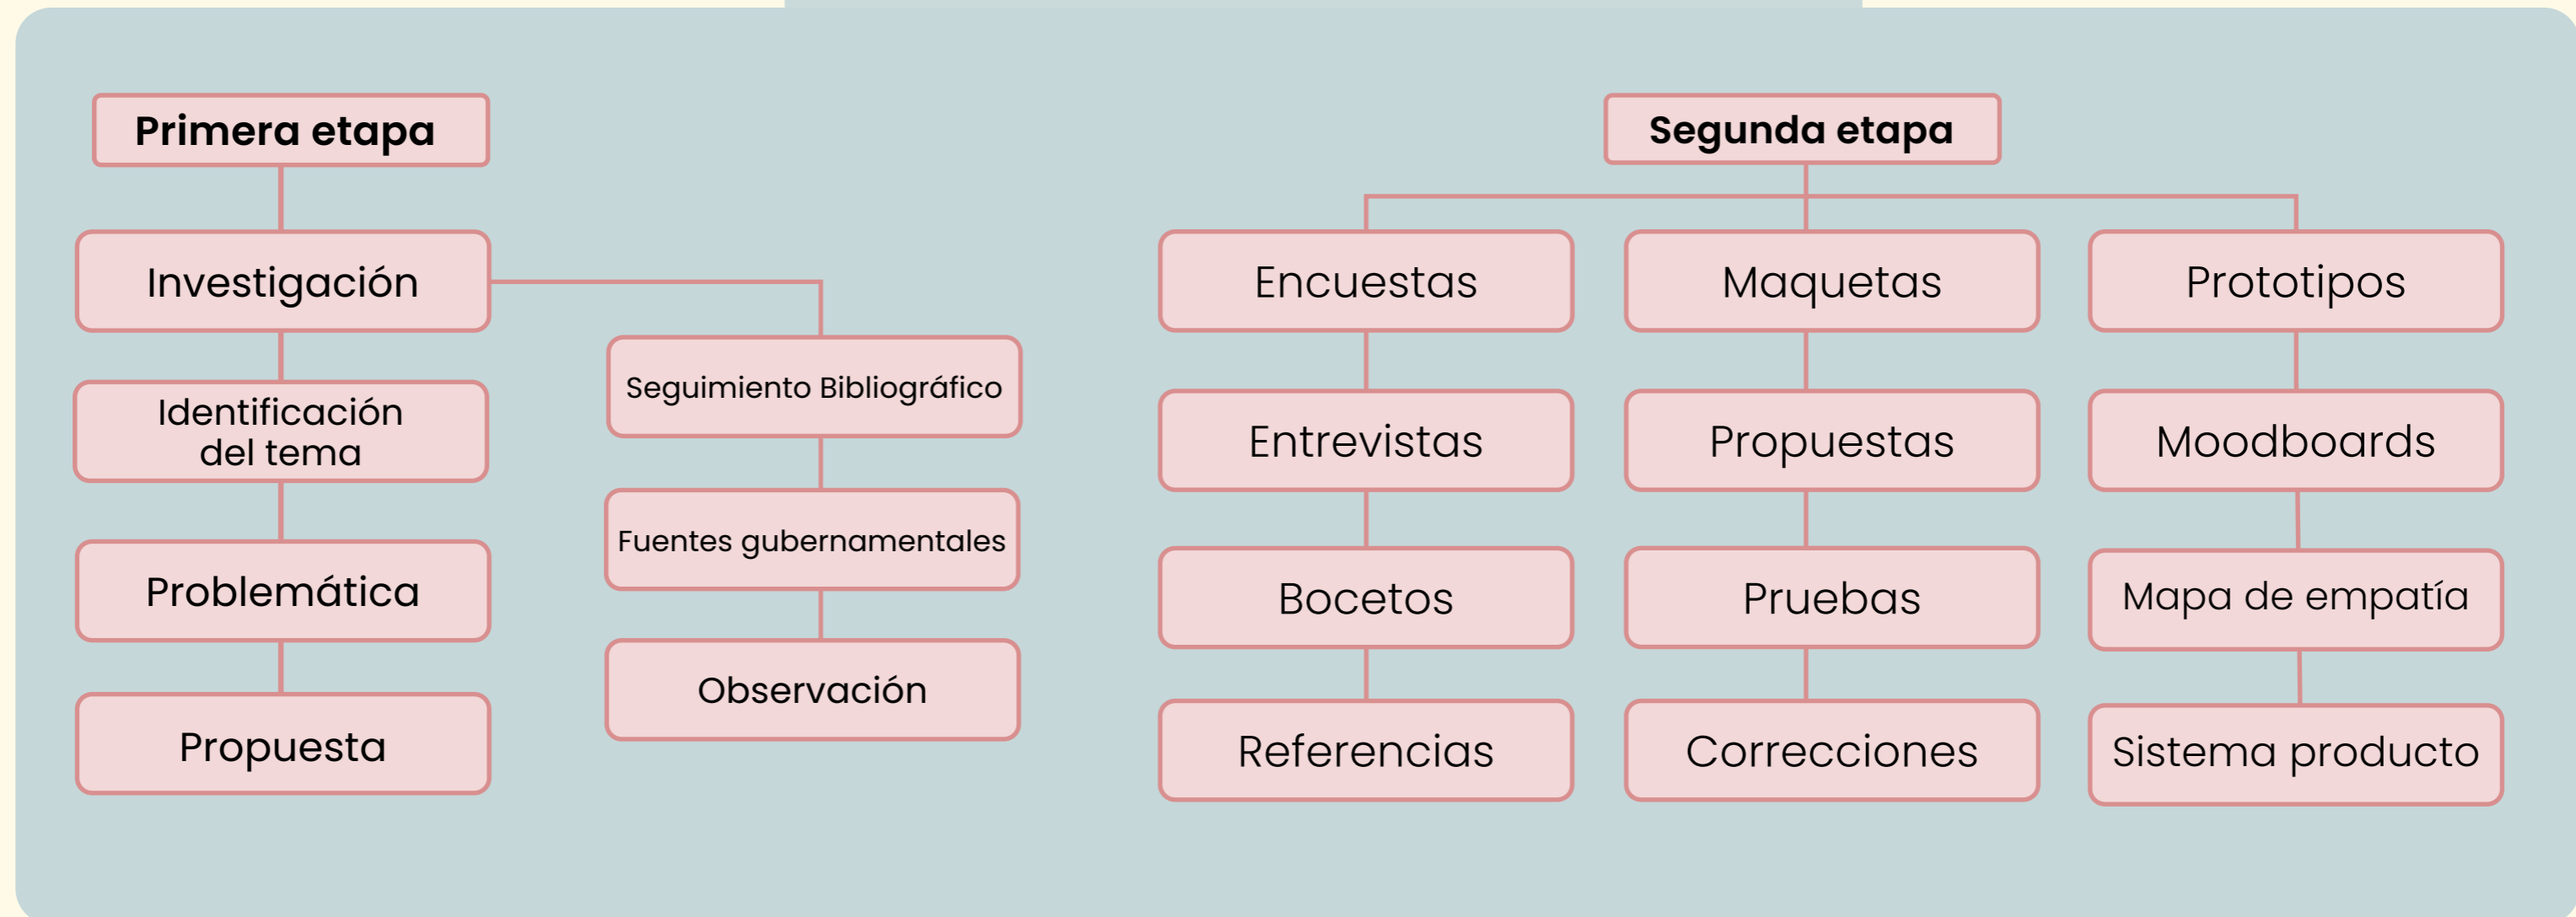 Primera etapa
Investigación
Identificación
del tema
Problemática
Propuesta
Seguimiento Bibliográfico
Fuentes gubernamentales
Observación
Segunda etapa
Encuestas
Entrevistas
Bocetos
Referencias
Maquetas
Propuestas
Pruebas
Correcciones
Prototipos
Moodboards
Mapa de empatía
Sistema producto